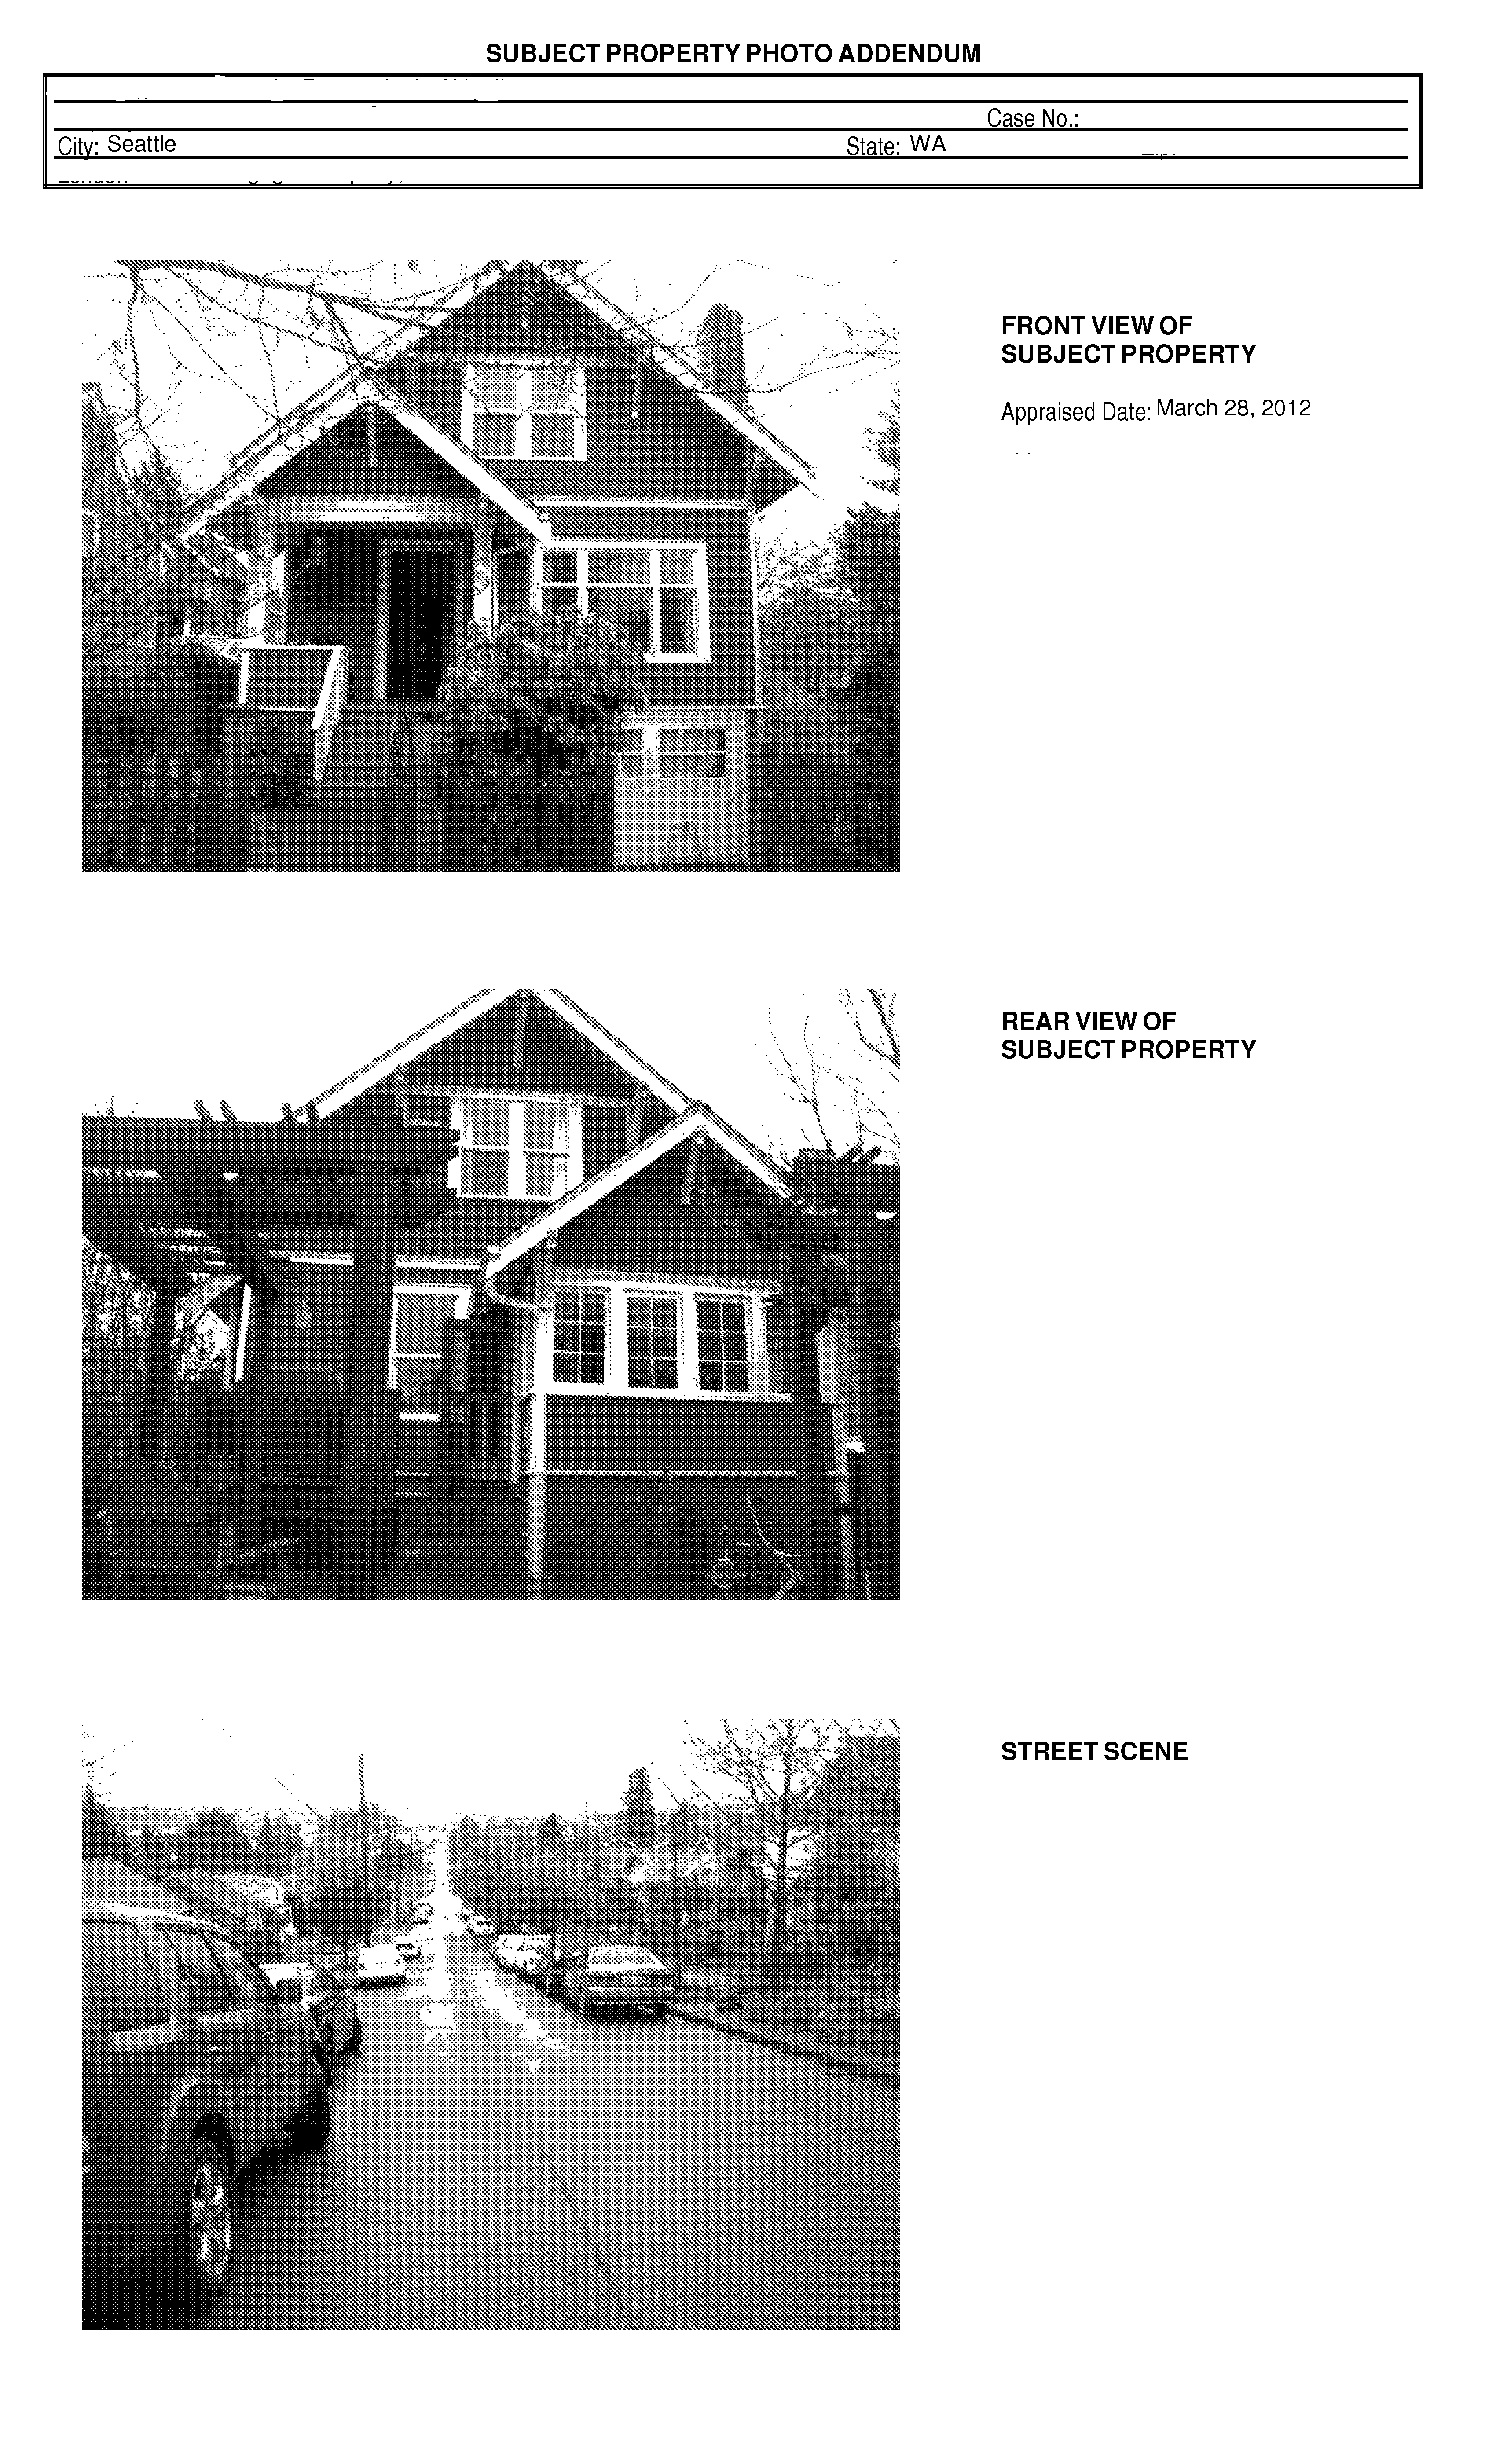 SUBJECT PROPERTY PHOTO ADDENDUM
Case No.:
City: Seattle State: WA
FRONT VIEW OF
SUBJECT PROPERTY
Appraised Date: March 28, 2012
REAR VIEW OF
SUBJECT PROPERTY
STREET SCENE